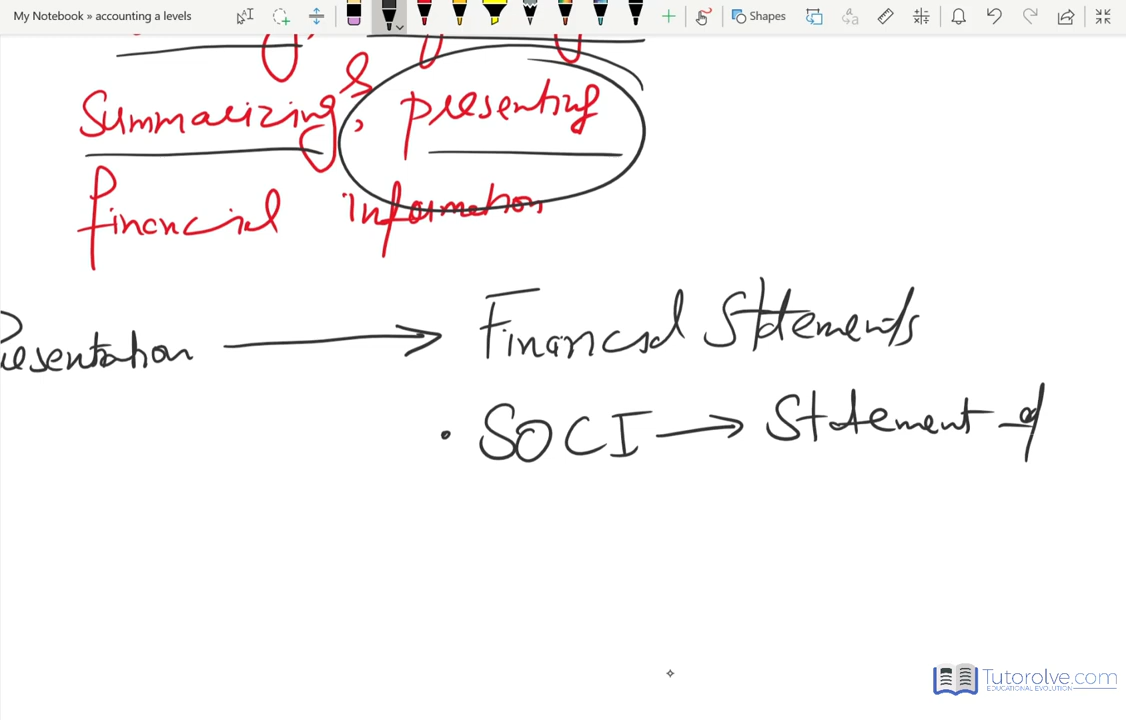 My Notebook » accounting a levels
Shapes
Summarizing, & presenting
financial information
Presentation → Financial Statements
• SOCI → Statement of
Tutorolve.com
EDUCATIONAL EVOLUTION